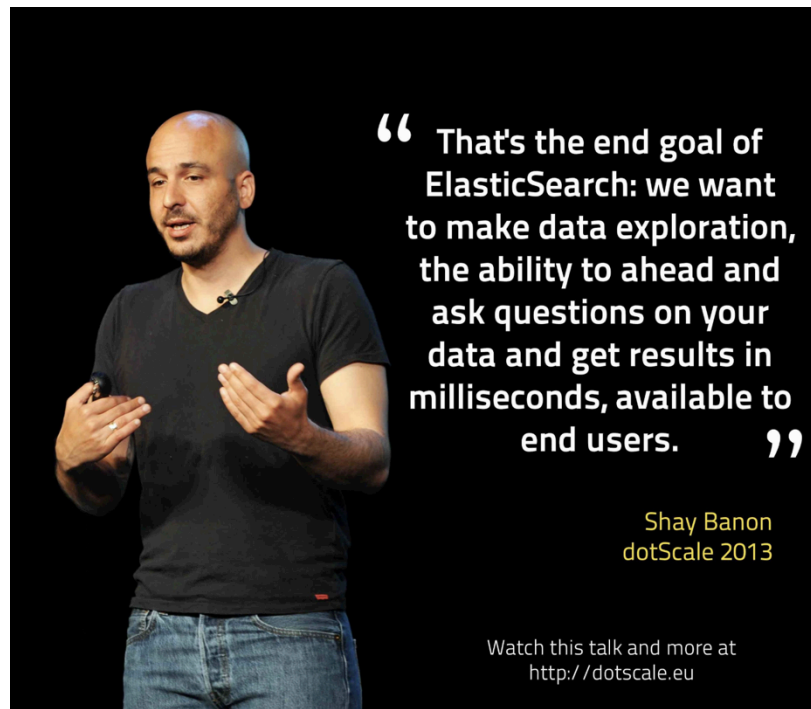 “ That's the end goal of
ElasticSearch: we want
to make data exploration,
the ability to ahead and
ask questions on your
data and get results in
milliseconds, available to
end users. ”
Shay Banon
dotScale 2013
Watch this talk and more at
http://dotscale.eu